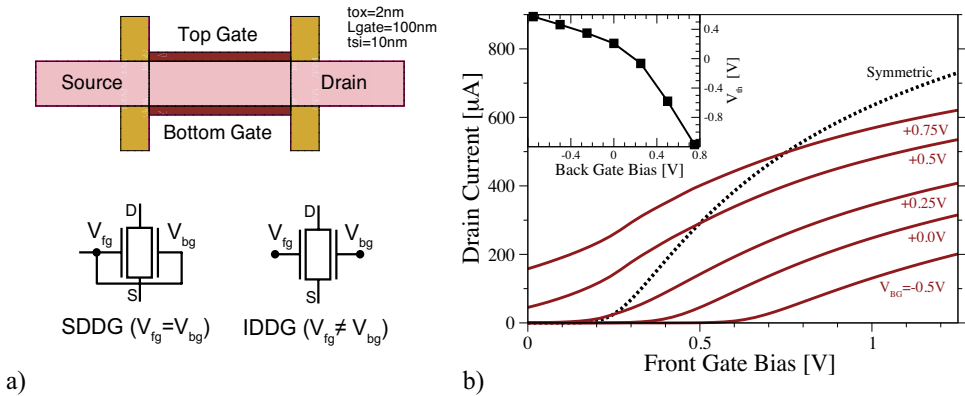 tox=2nm
Lgate=100nm
tsi=10nm
Top Gate
Source
Drain
Bottom Gate
D
V_fg
V_bg
S
SDDG (V_fg=V_bg)
D
V_fg
V_bg
S
IDDG (V_fg≠ V_bg)
a)
Drain Current [µA]
800
600
400
200
0
0
0.5
1
Front Gate Bias [V]
0.4
0
-0.4
-0.8
V_th [V]
-0.4
0
0.4
0.8
Back Gate Bias [V]
Symmetric
+0.75V
+0.5V
+0.25V
+0.0V
V_BG=-0.5V
b)